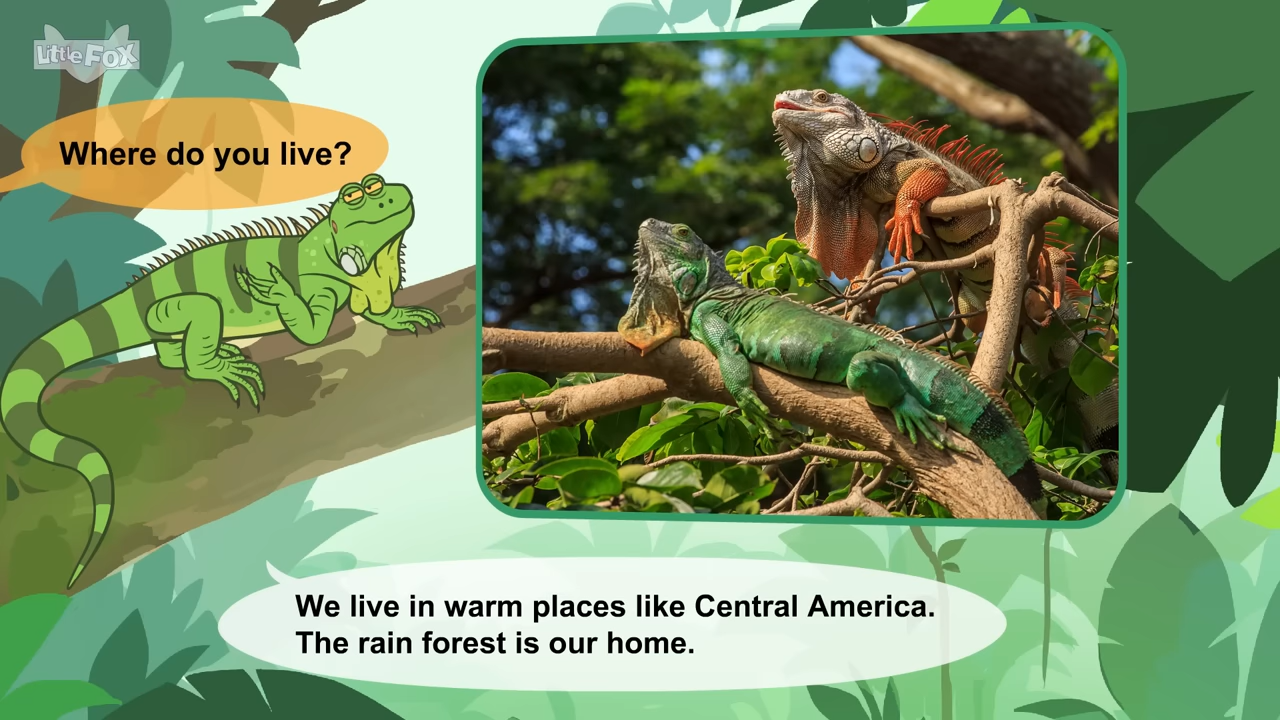 Little Fox
Where do you live?
We live in warm places like Central America.
The rain forest is our home.